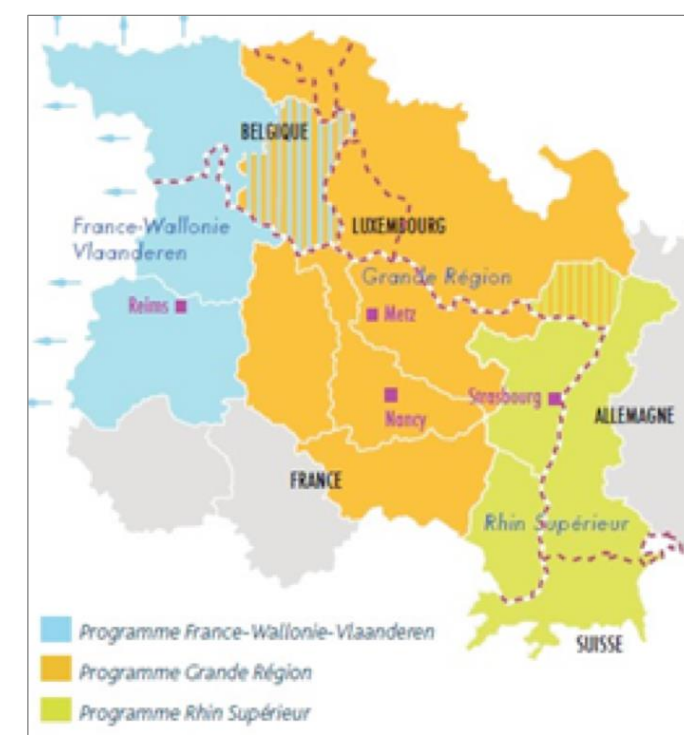 BELGIQUE
France-Wallonie
Vlaanderen
LUXEMBOURG
Grande Région
Reims
Metz
Nancy
Strasbourg
ALLEMAGNE
FRANCE
Rhin Supérieur
SUISSE
Programme France-Wallonie-Vlaanderen
Programme Grande Région
Programme Rhin Supérieur